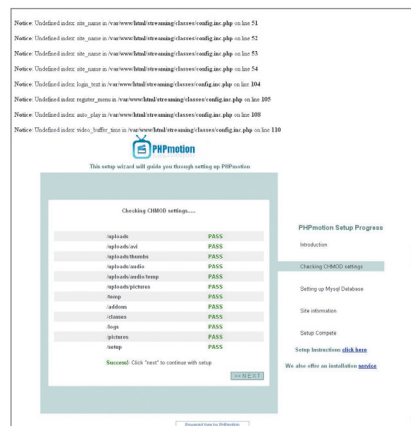 Notice: Undefined index: site_name in /var/www/html/streaming/classes/config.inc.php on line 51
Notice: Undefined index: site_name in /var/www/html/streaming/classes/config.inc.php on line 52
Notice: Undefined index: site_name in /var/www/html/streaming/classes/config.inc.php on line 53
Notice: Undefined index: site_name in /var/www/html/streaming/classes/config.inc.php on line 54
Notice: Undefined index: login_text in /var/www/html/streaming/classes/config.inc.php on line 104
Notice: Undefined index: register_menu in /var/www/html/streaming/classes/config.inc.php on line 105
Notice: Undefined index: auto_play in /var/www/html/streaming/classes/config.inc.php on line 108
Notice: Undefined index: video_buffer_time in /var/www/html/streaming/classes/config.inc.php on line 110
PHPmotion
This setup wizard will guide you through setting up PHPmotion
Checking CHMOD settings.....
/uploads PASS
/uploads/avi PASS
/uploads/thumbs PASS
/uploads/audio PASS
/uploads/audio/temp PASS
/uploads/pictures PASS
/temp PASS
/addons PASS
/classes PASS
/logs PASS
/pictures PASS
/setup PASS
Success!- Click "next" to continue with setup
>> N E X T
PHPmotion Setup Progress
Introduction
Checking CHMOD settings
Setting up Mysql Database
Site information
Setup Compete
Setup Instructions click here
We also offer an installation service
Powered free by PHPmotion